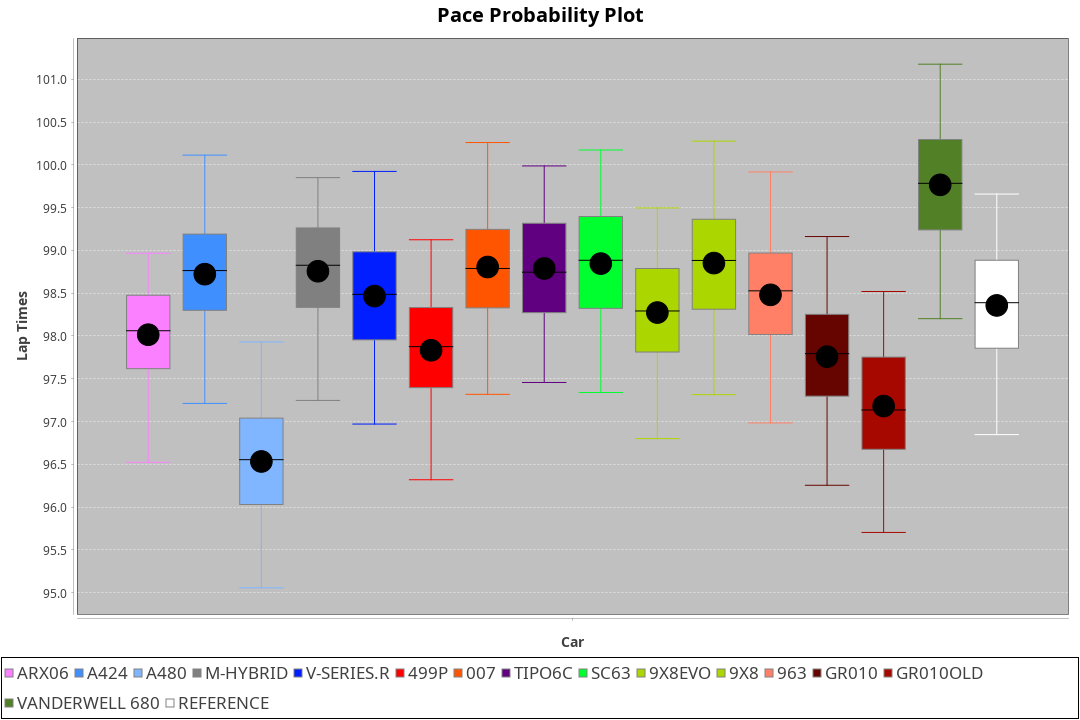 Pace Probability Plot
101.0
100.5
100.0
99.5
99.0
98.5
98.0
97.5
97.0
96.5
96.0
95.5
95.0
Lap Times
Car
ARX06 A424 A480 M-HYBRID V-SERIES.R 499P 007 TIPO6C SC63 9X8EVO 9X8 963 GR010 GR010OLD
VANDERWELL 680 REFERENCE